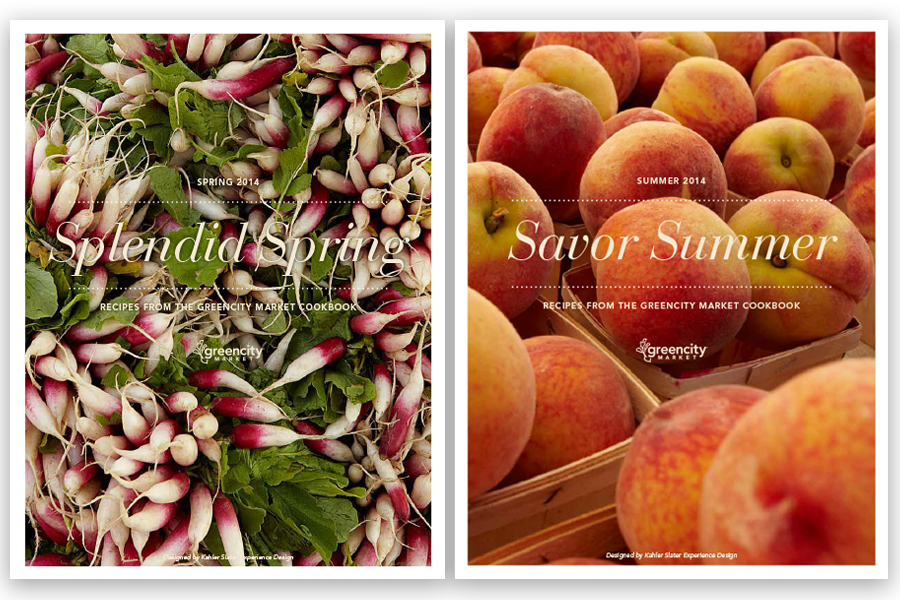 SPRING 2014
Splendid Spring
RECIPES FROM THE GREENCITY MARKET COOKBOOK
greencity
MARKET
Designed by Kahler Slater Experience Design
SUMMER 2014
Savor Summer
RECIPES FROM THE GREENCITY MARKET COOKBOOK
greencity
MARKET
Designed by Kahler Slater Experience Design